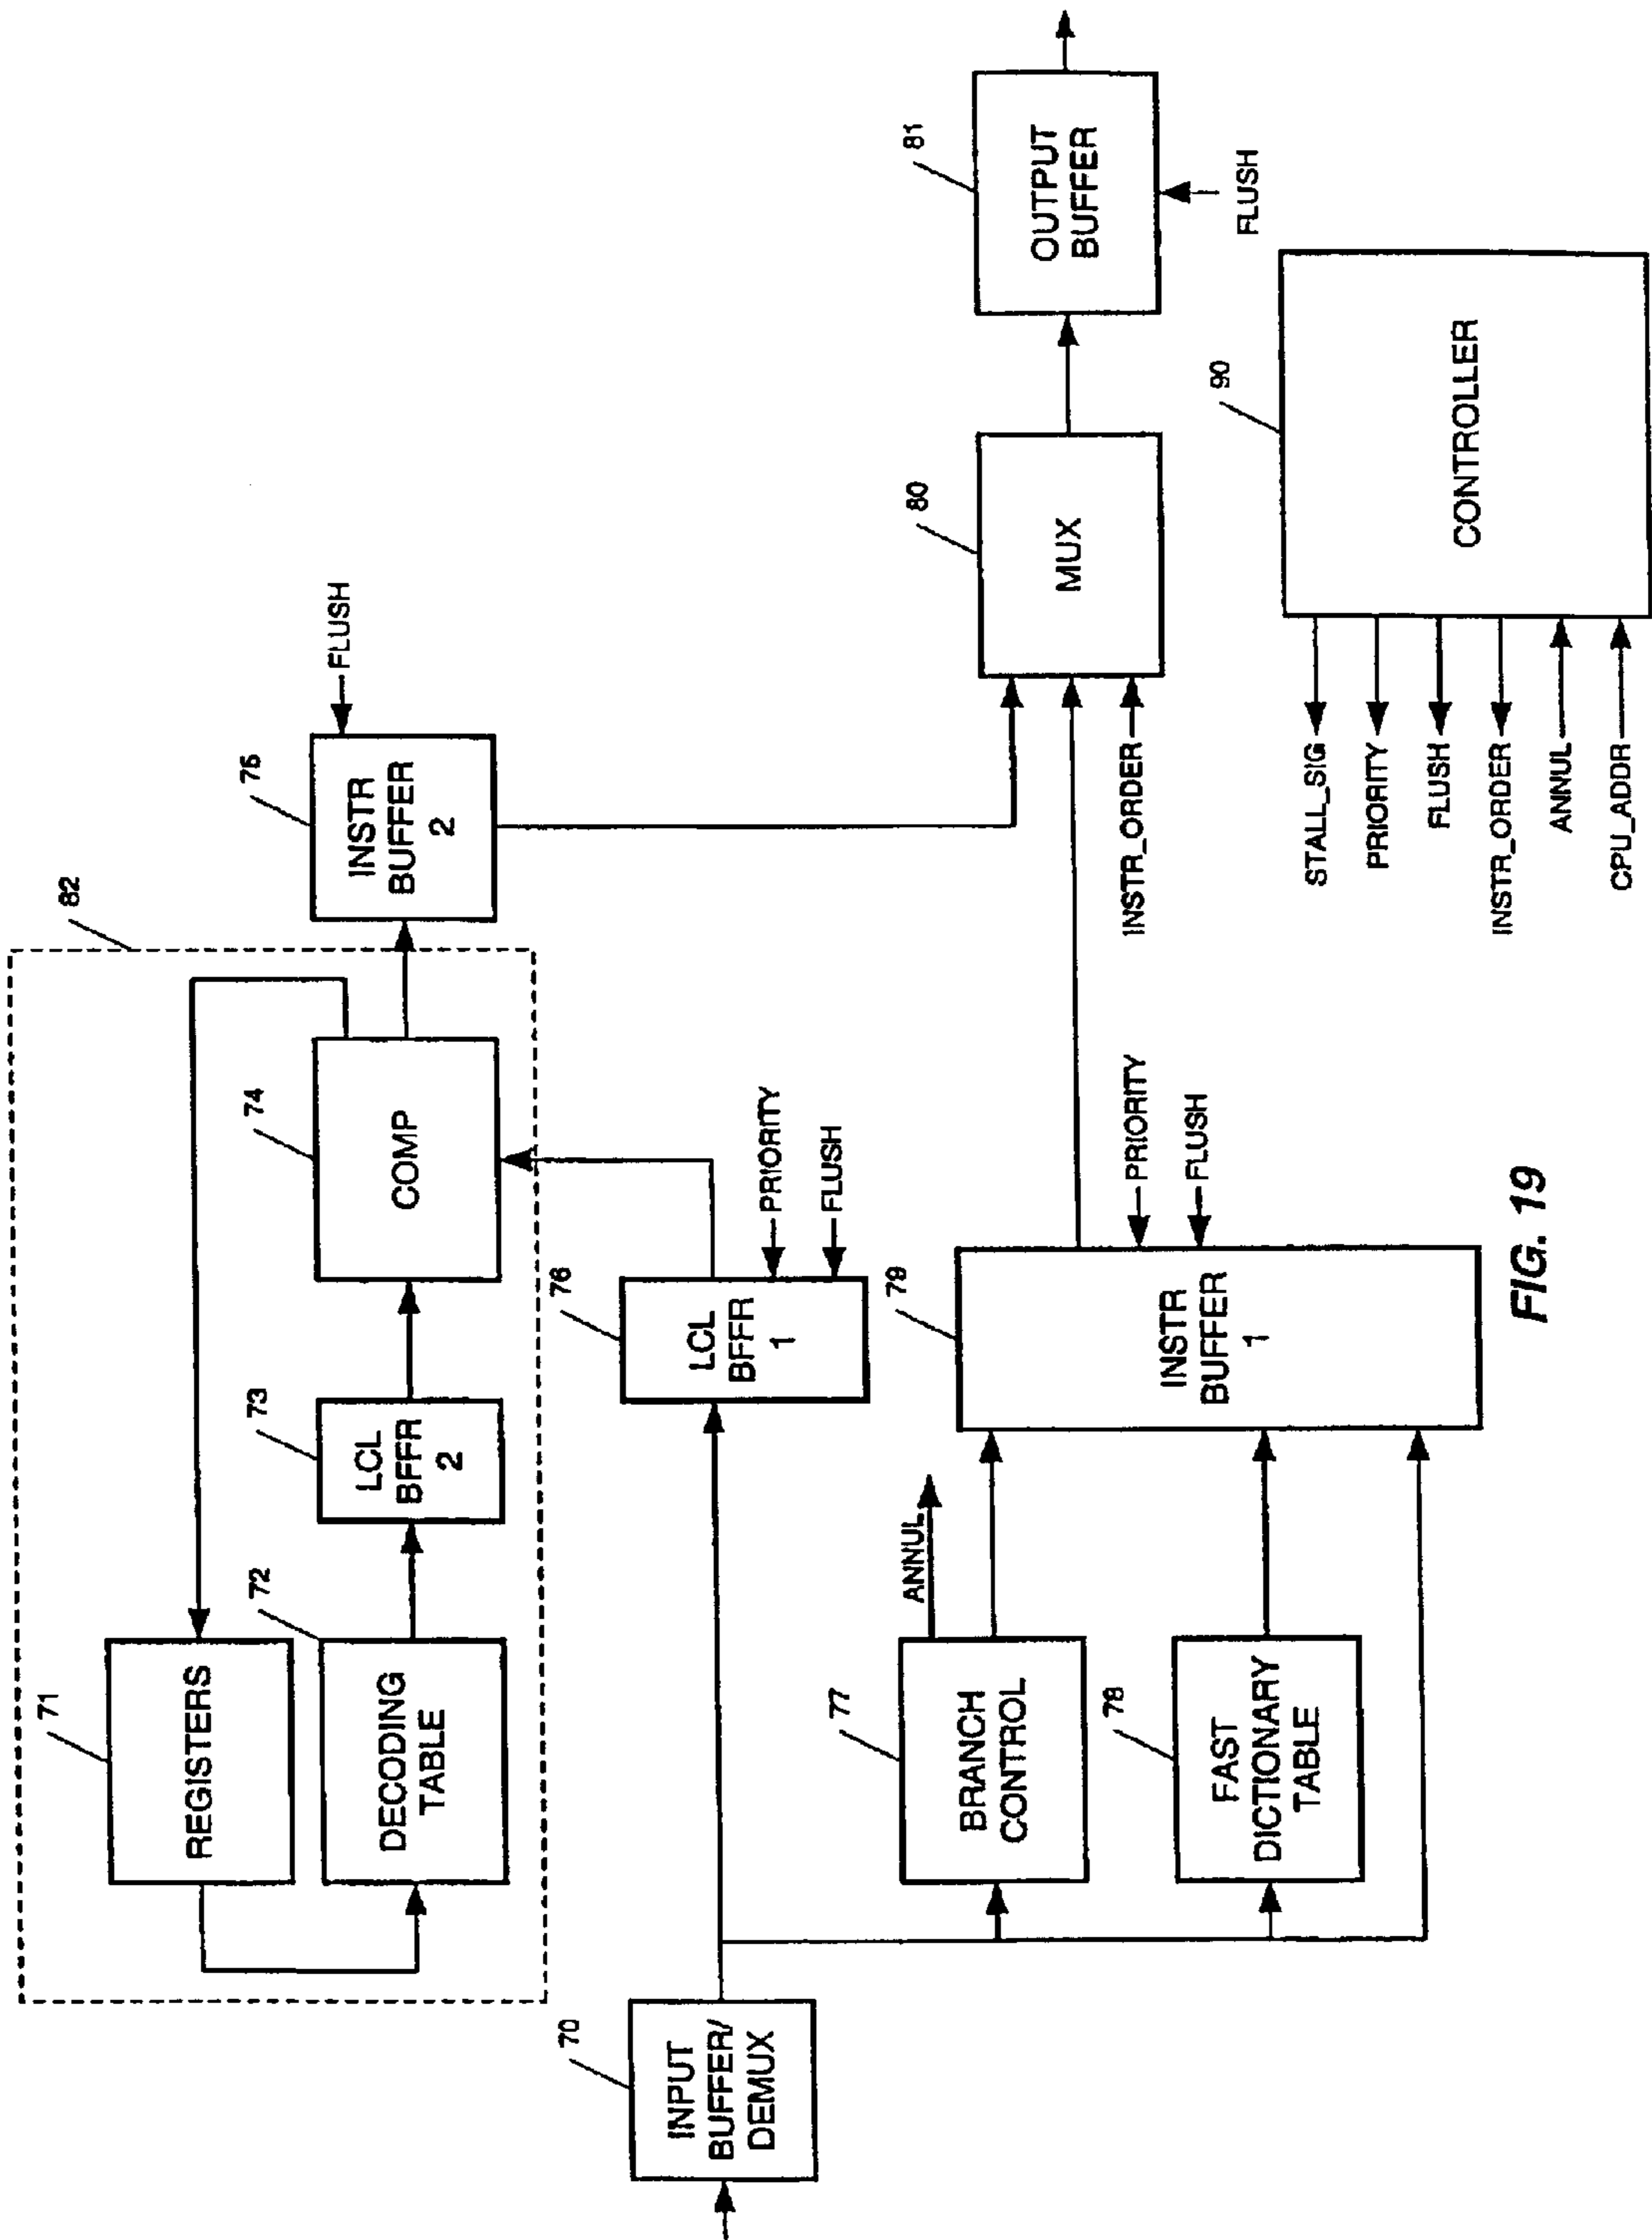 82
71
REGISTERS
72
DECODING
TABLE
73
LCL
BFFR
2
74
COMP
75
INSTR
BUFFER
2
FLUSH
70
INPUT
BUFFER/
DEMUX
76
LCL
BFFR
1
PRIORITY
FLUSH
77
BRANCH
CONTROL
ANNUL
78
FAST
DICTIONARY
TABLE
79
INSTR
BUFFER
1
PRIORITY
FLUSH
INSTR_ORDER
80
MUX
81
OUTPUT
BUFFER
FLUSH
90
CONTROLLER
STALL_SIG
PRIORITY
FLUSH
INSTR_ORDER
ANNUL
CPU_ADDR
FIG. 19